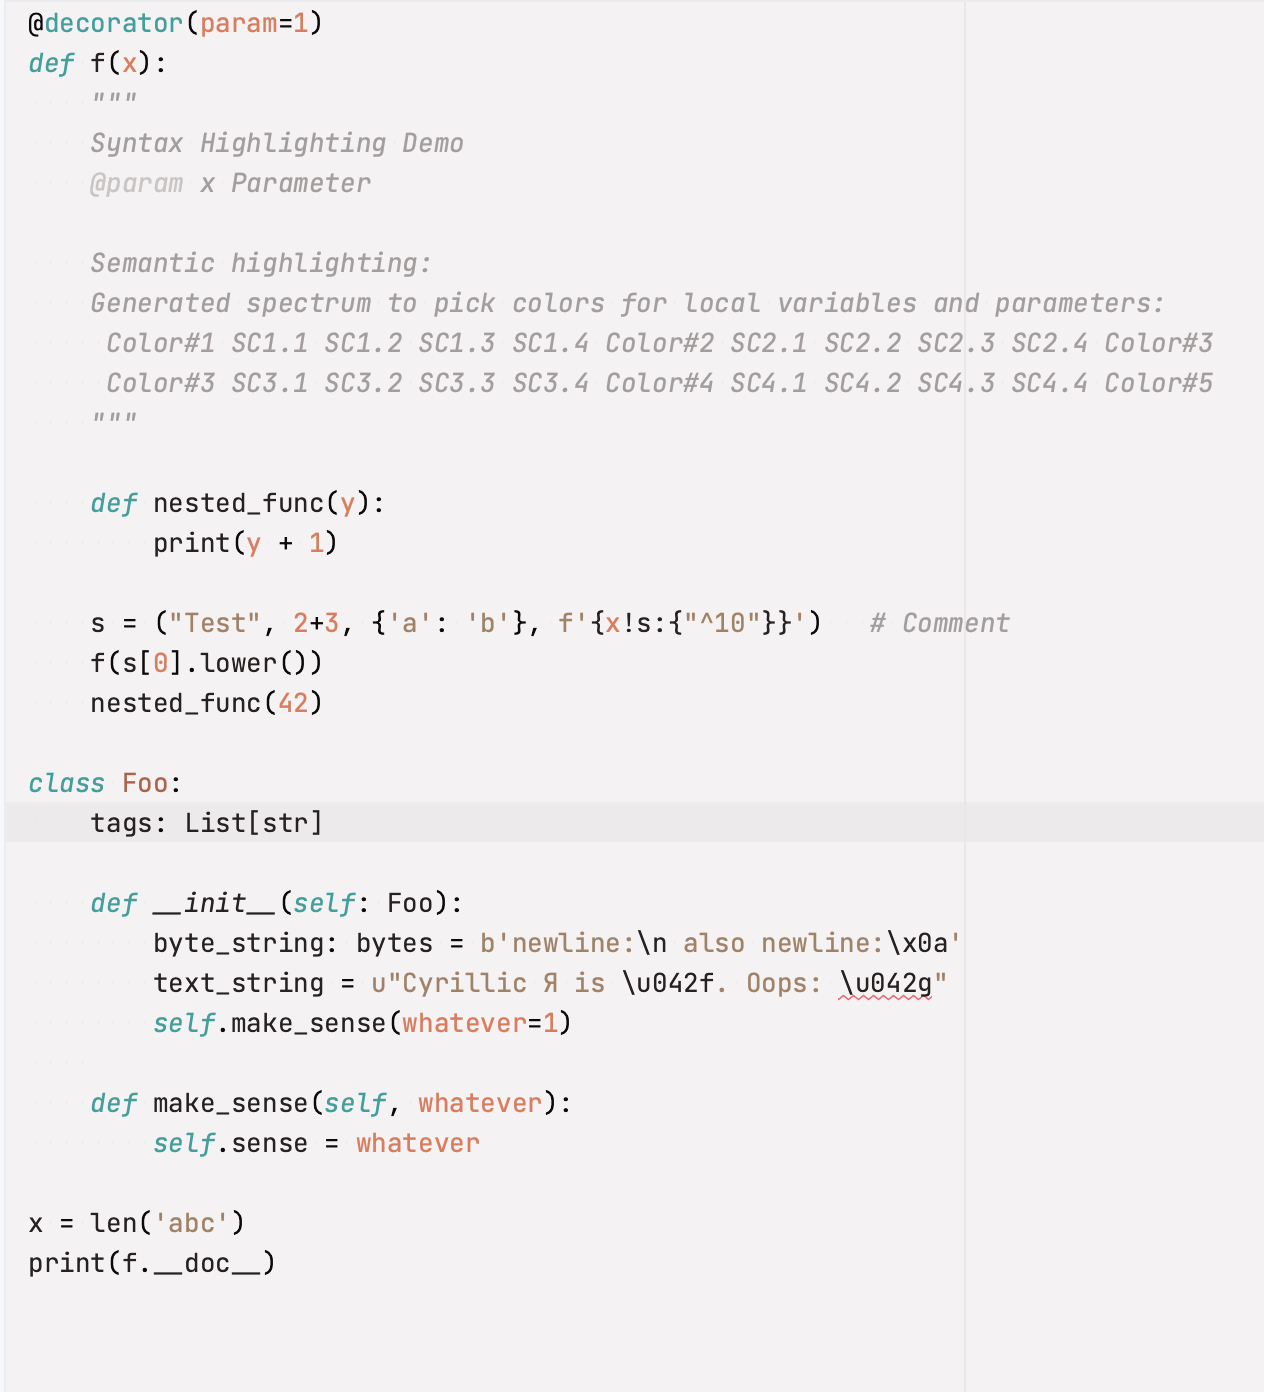 @decorator(param=1)
def f(x):
    """
    Syntax Highlighting Demo
    @param x Parameter

    Semantic highlighting:
    Generated spectrum to pick colors for local variables and parameters:
     Color#1 SC1.1 SC1.2 SC1.3 SC1.4 Color#2 SC2.1 SC2.2 SC2.3 SC2.4 Color#3
     Color#3 SC3.1 SC3.2 SC3.3 SC3.4 Color#4 SC4.1 SC4.2 SC4.3 SC4.4 Color#5
    """

    def nested_func(y):
        print(y + 1)

    s = ("Test", 2+3, {'a': 'b'}, f'{x!s:{"^10"}}')   # Comment
    f(s[0].lower())
    nested_func(42)

class Foo:
    tags: List[str]

    def __init__(self: Foo):
        byte_string: bytes = b'newline:\n also newline:\x0a'
        text_string = u"Cyrillic Я is \u042f. Oops: \u042g"
        self.make_sense(whatever=1)

    def make_sense(self, whatever):
        self.sense = whatever

x = len('abc')
print(f.__doc__)